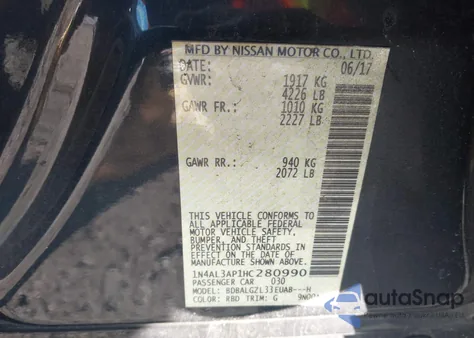 MFD BY NISSAN MOTOR CO., LTD.
DATE: 06/17
GVWR: 1917 KG
4226 LB
GAWR FR.: 1010 KG
2227 LB
GAWR RR.: 940 KG
2072 LB
THIS VEHICLE CONFORMS TO
ALL APPLICABLE FEDERAL
MOTOR VEHICLE SAFETY,
BUMPER, AND THEFT
PREVENTION STANDARDS IN
EFFECT ON THE DATE OF
MANUFACTURE SHOWN ABOVE.
1N4AL3AP1HC280990
PASSENGER CAR 030
MODEL: BDBALGZL33EUAB---H
COLOR: RBD TRIM: G
autoSnap